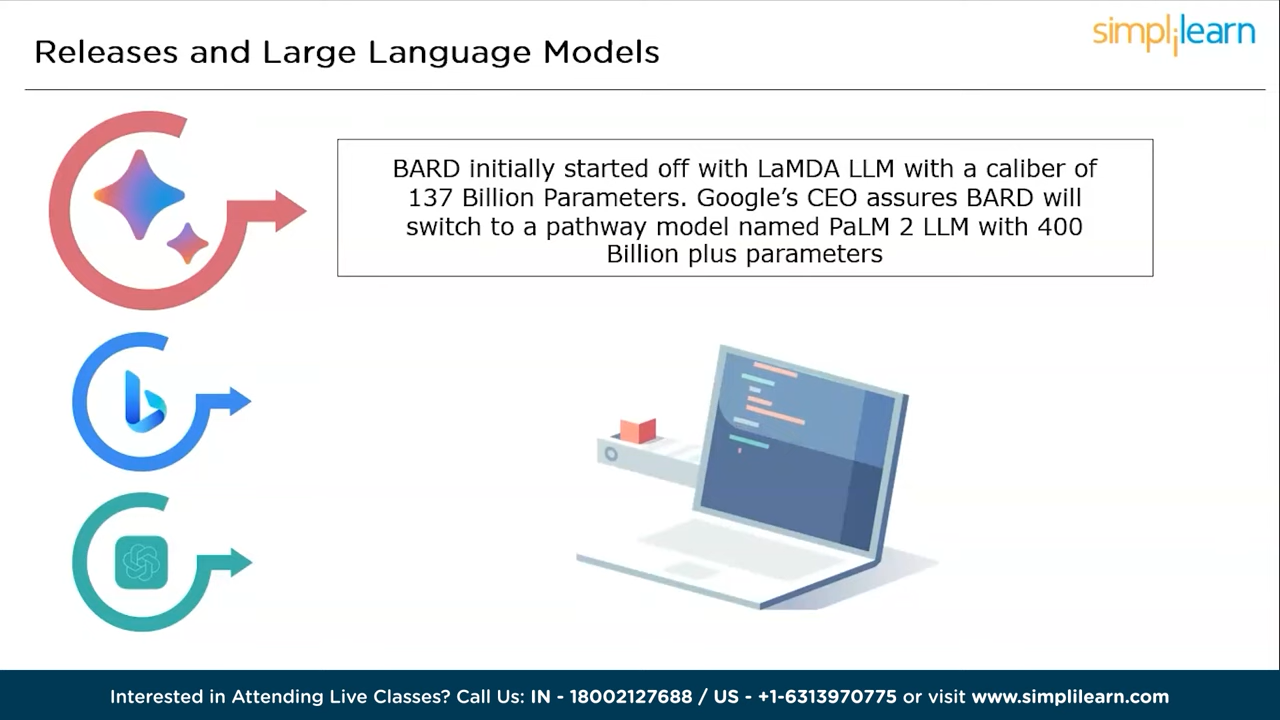 Releases and Large Language Models
simplilearn
BARD initially started off with LaMDA LLM with a caliber of
137 Billion Parameters. Google's CEO assures BARD will
switch to a pathway model named PaLM 2 LLM with 400
Billion plus parameters
Interested in Attending Live Classes? Call Us: IN - 18002127688 / US - +1-6313970775 or visit www.simplilearn.com